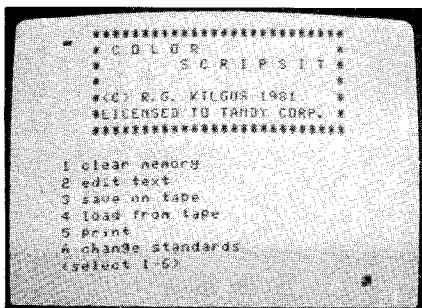 **************************
* C O L O R *
* S C R I P S I T *
* *
*<C> R.G. KILGUS 1981 *
*LICENSED TO TANDY CORP. *
**************************
1 clear memory
2 edit text
3 save on tape
4 load from tape
5 print
6 change standards
<select 1-6>